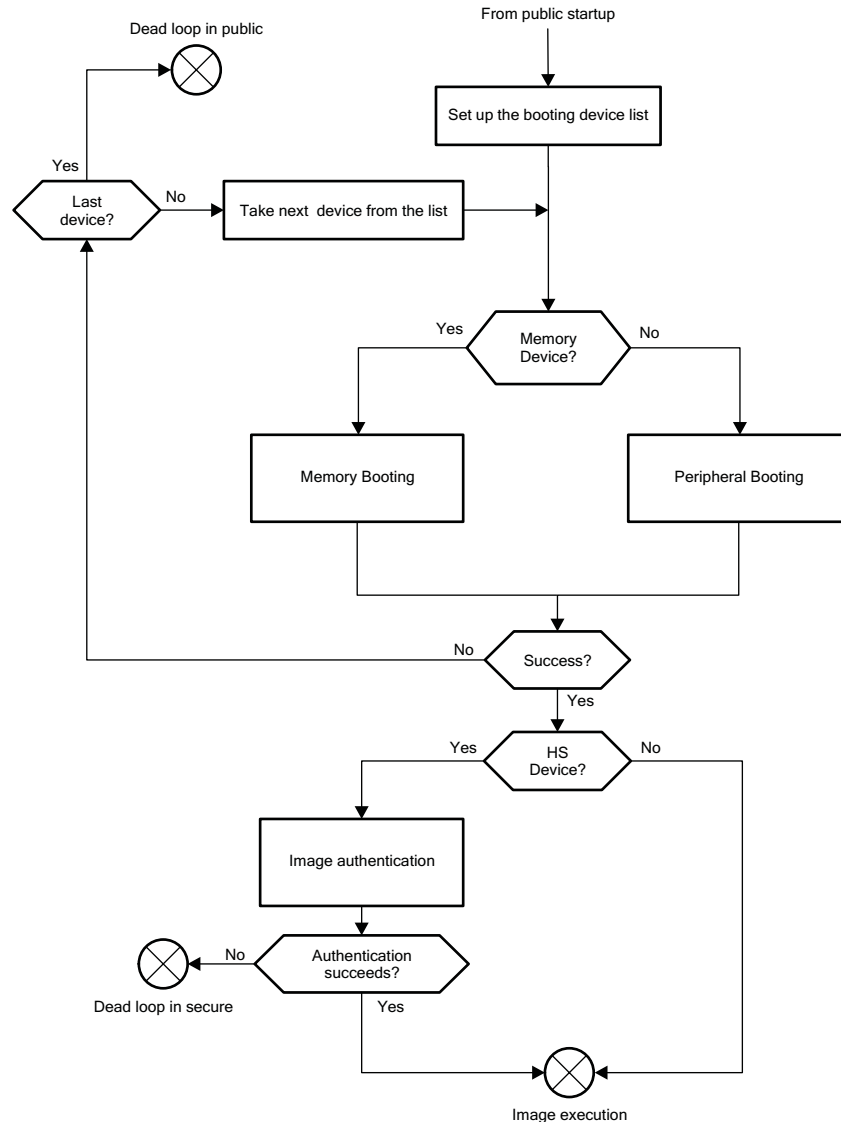 From public startup
Dead loop in public
Set up the booting device list
Yes
Last
device?
No
Take next device from the list
Yes
Memory
Device?
No
Memory Booting
Peripheral Booting
No
Success?
Yes
Yes
HS
Device?
No
Image authentication
No
Authentication
succeeds?
Dead loop in secure
Yes
Image execution